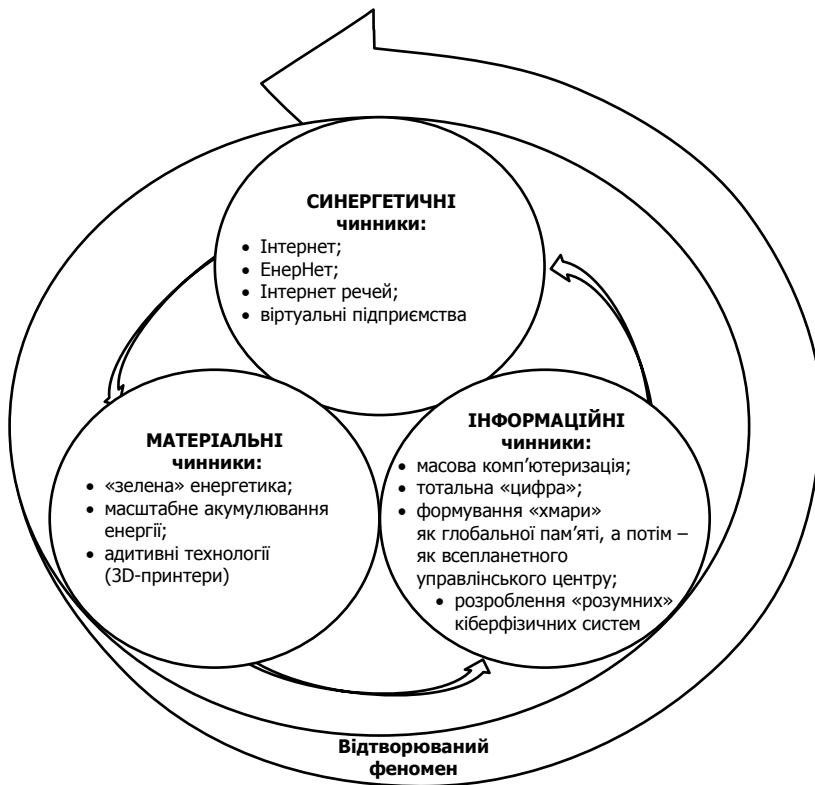 СИНЕРГЕТИЧНІ
чинники:
• Інтернет;
• ЕнерНет;
• Інтернет речей;
• віртуальні підприємства
МАТЕРІАЛЬНІ
чинники:
• «зелена» енергетика;
• масштабне акумулювання
енергії;
• адитивні технології
(3D-принтери)
ІНФОРМАЦІЙНІ
чинники:
• масова комп’ютеризація;
• тотальна «цифра»;
• формування «хмари»
як глобальної пам’яті, а потім –
як всепланетного
управлінського центру;
• розроблення «розумних»
кіберфізичних систем
Відтворюваний
феномен